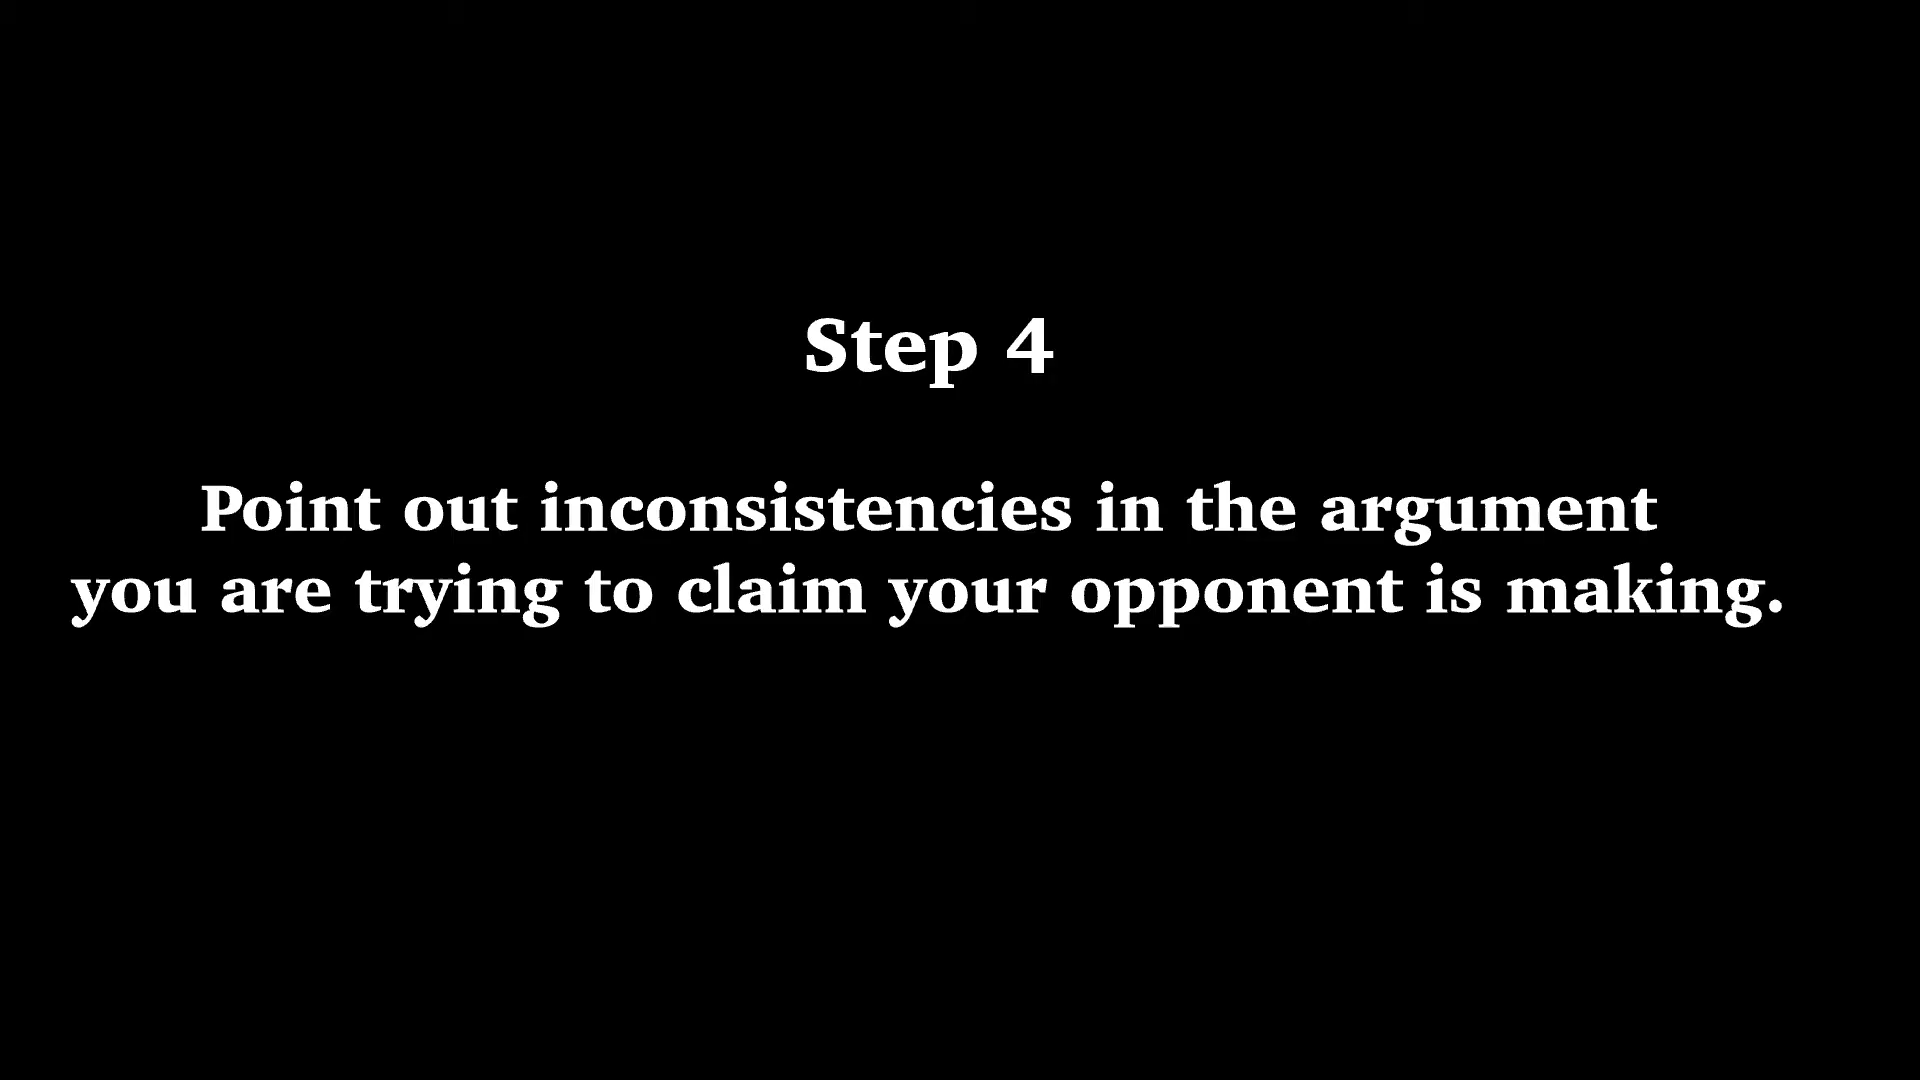 Step 4
Point out inconsistencies in the argument
you are trying to claim your opponent is making.